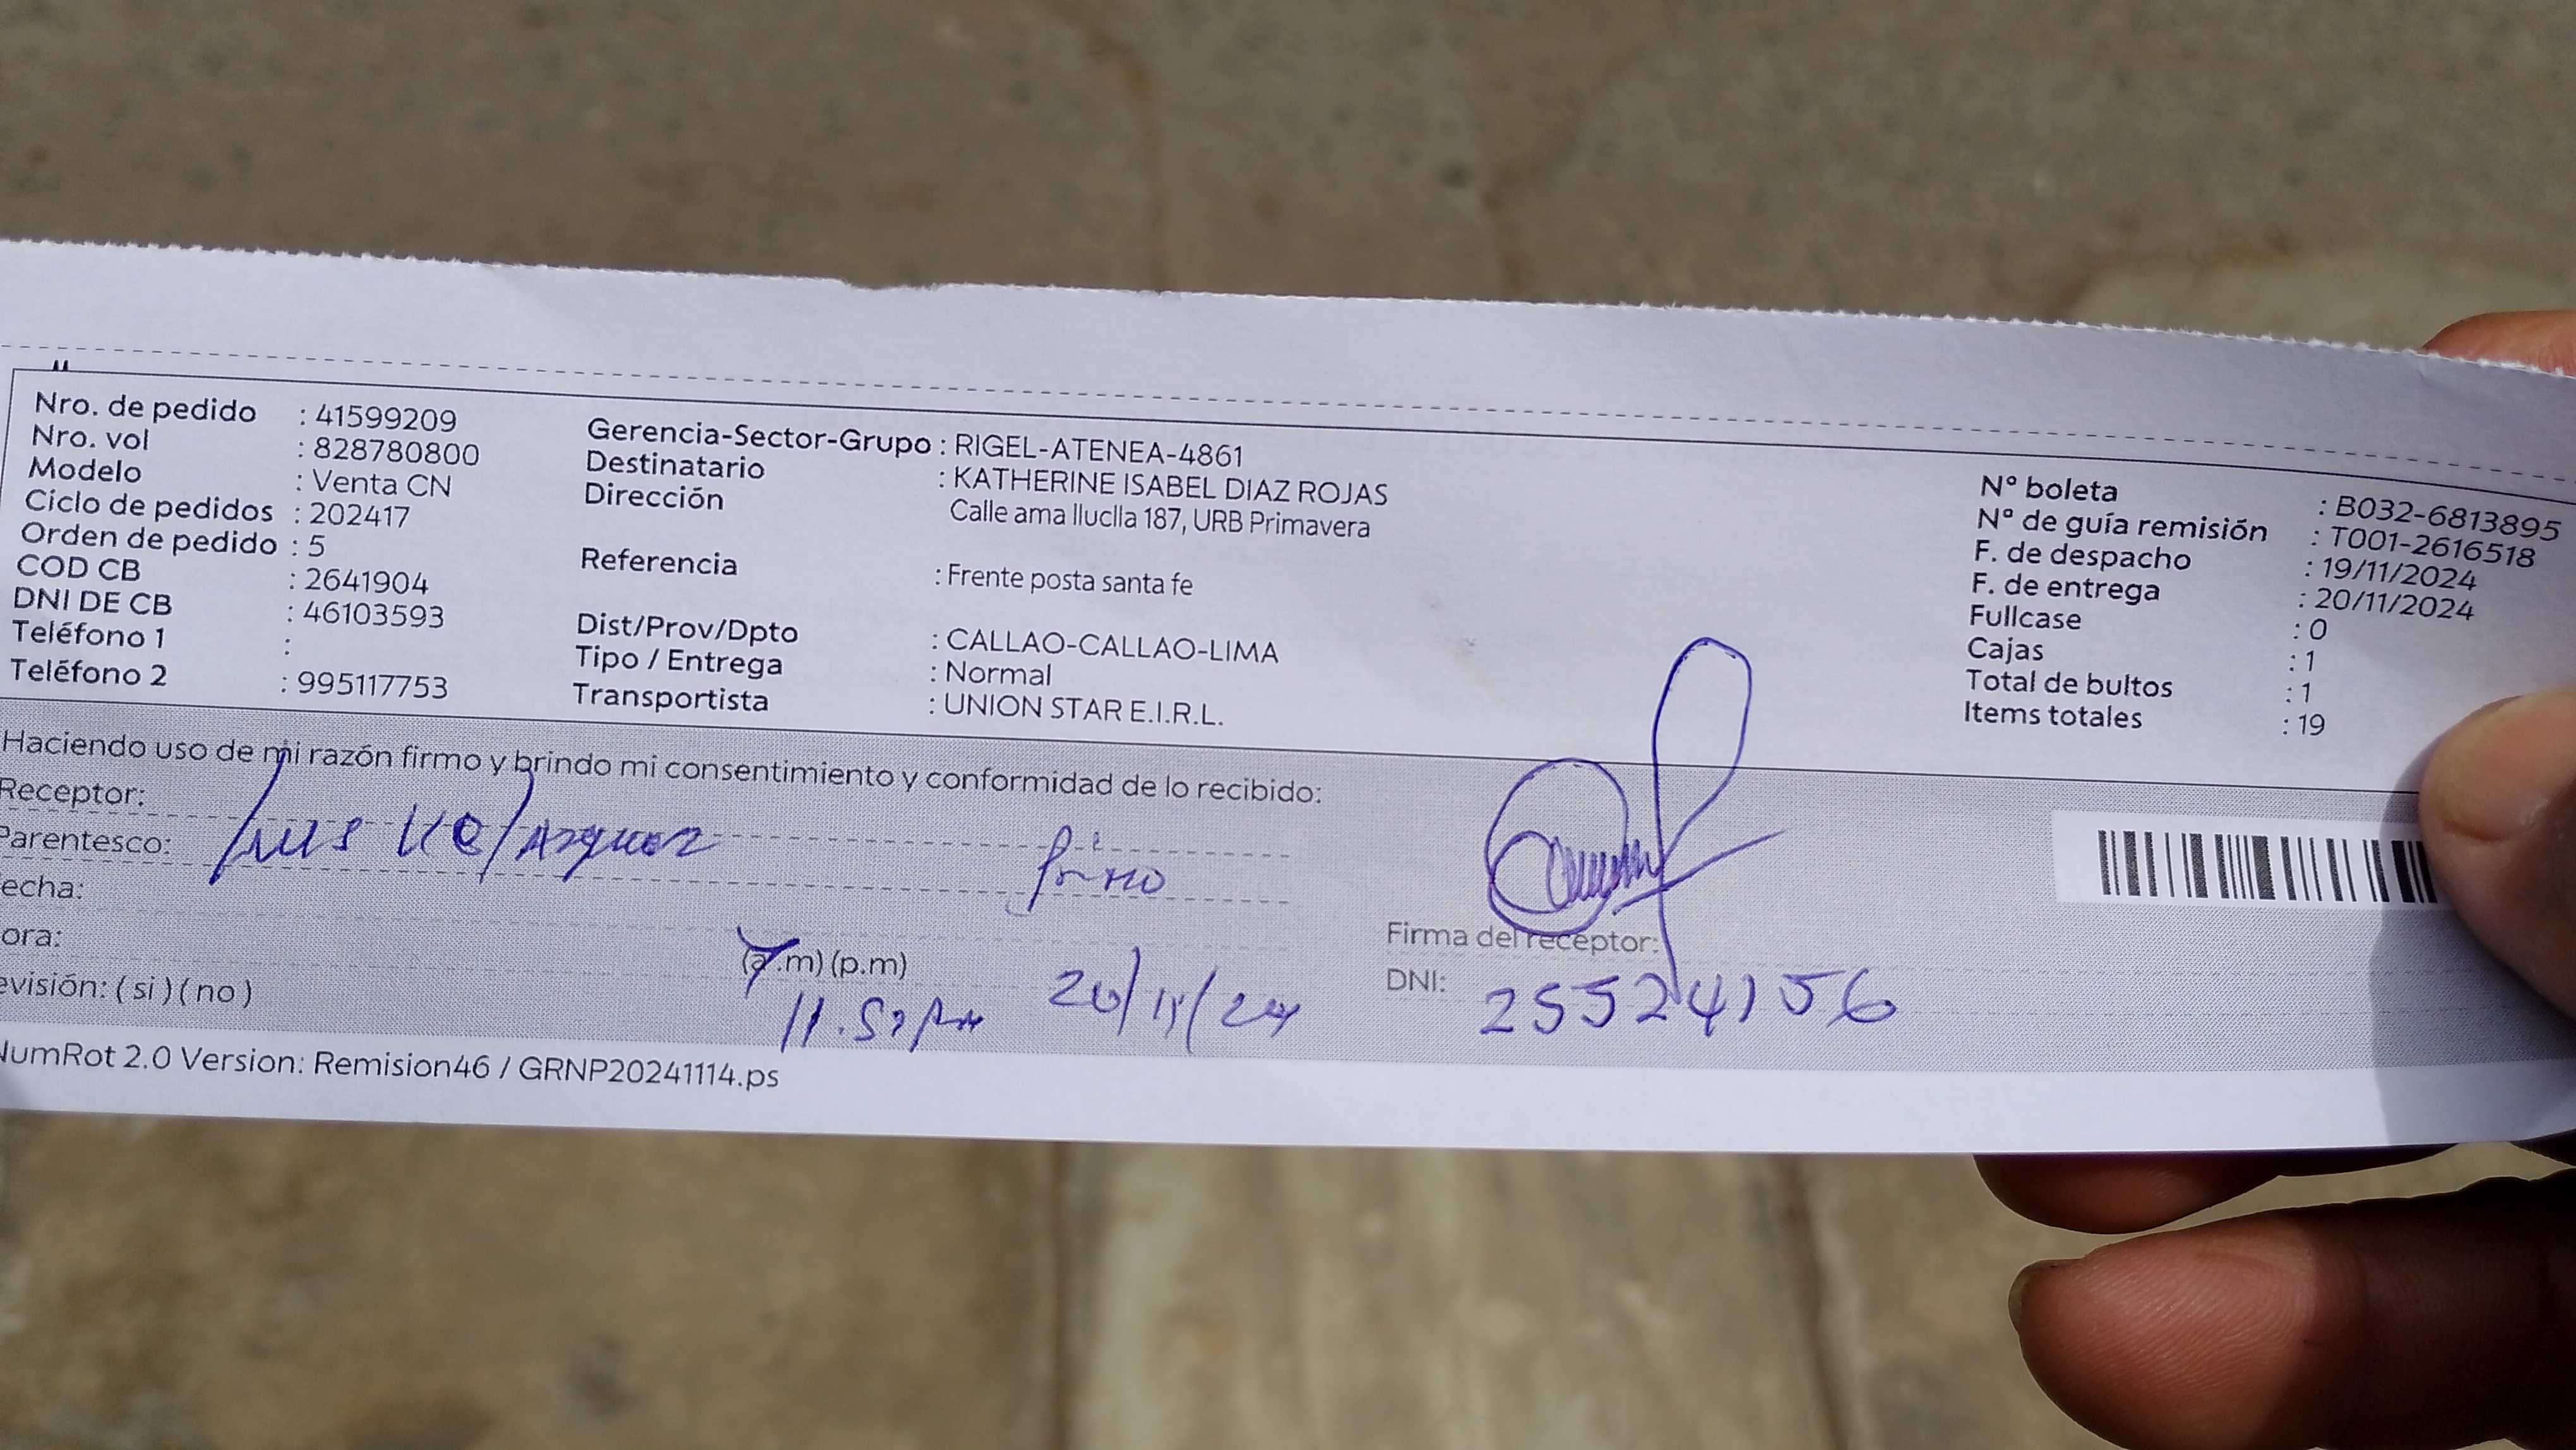 Nro. de pedido : 41599209
Nro. vol : 828780800
Modelo : Venta CN
Ciclo de pedidos : 202417
Orden de pedido : 5
COD CB : 2641904
DNI DE CB : 46103593
Teléfono 1 :
Teléfono 2 : 995117753
Gerencia-Sector-Grupo : RIGEL-ATENEA-4861
Destinatario : KATHERINE ISABEL DIAZ ROJAS
Dirección Calle ama lluclla 187, URB Primavera
Referencia : Frente posta santa fe
Dist/Prov/Dpto : CALLAO-CALLAO-LIMA
Tipo / Entrega : Normal
Transportista : UNION STAR E.I.R.L.
N° boleta : B032-6813895
N° de guía remisión : T001-2616518
F. de despacho : 19/11/2024
F. de entrega : 20/11/2024
Fullcase : 0
Cajas : 1
Total de bultos : 1
Items totales : 19
Haciendo uso de mi razón firmo y brindo mi consentimiento y conformidad de lo recibido:
Receptor:
Parentesco: Luis Velazquez primo
echa:
ora: (a.m) (p.m)
evisión: ( si ) ( no ) 20/11/24
Firma del receptor:
DNI: 25524156
NumRot 2.0 Version: Remision46 / GRNP20241114.ps